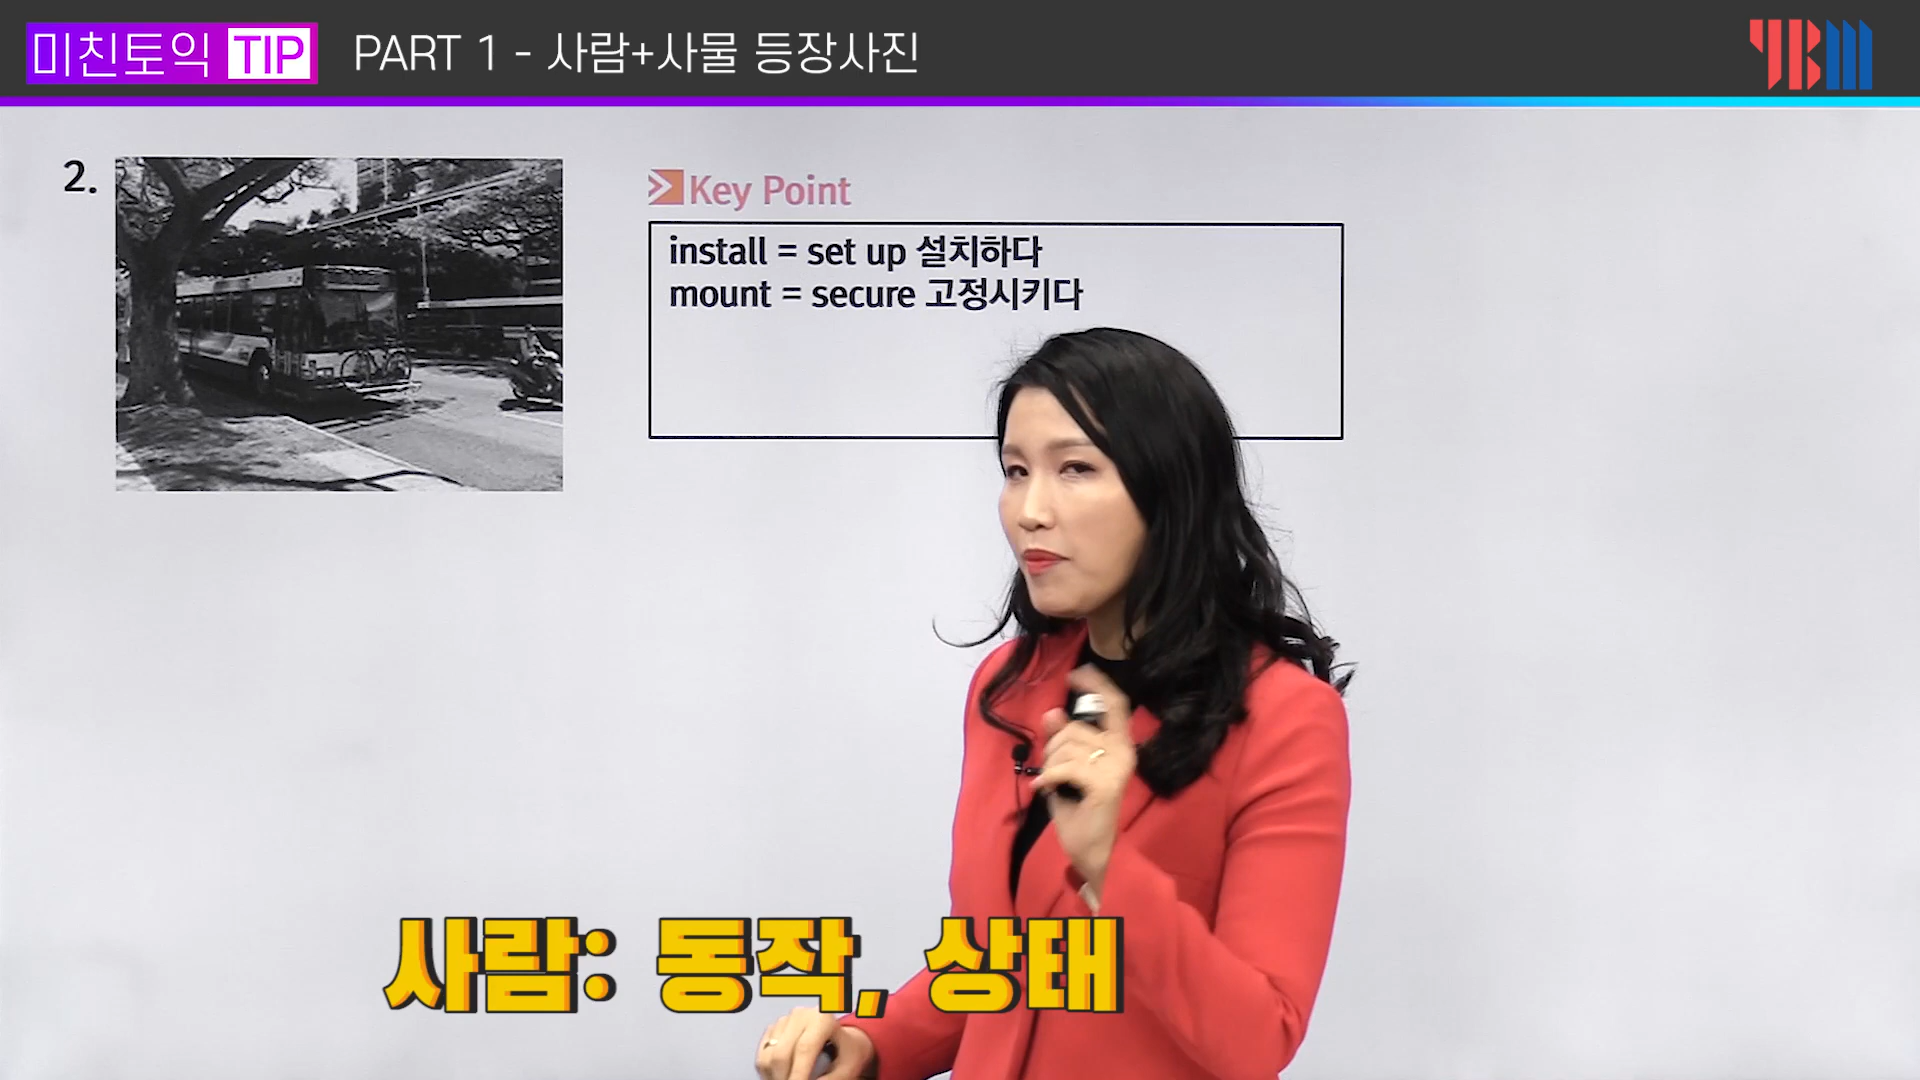 미친토익 TIP PART 1 - 사람+사물 등장사진
YBM
2.
Key Point
install = set up 설치하다
mount = secure 고정시키다
사람: 동작, 상태